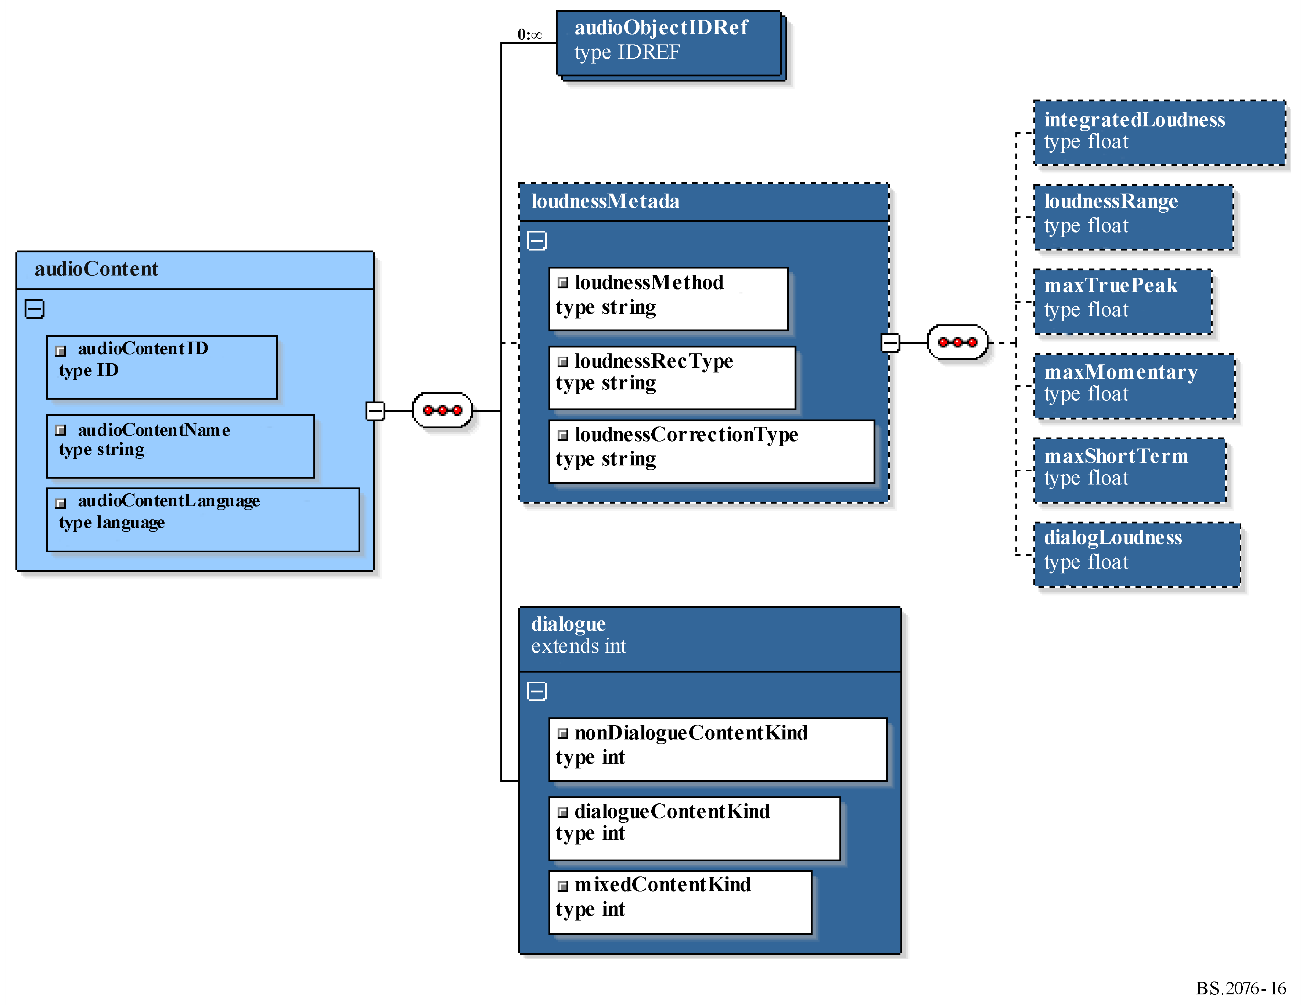 0:∞
audioObjectIDRef
type IDREF
integratedLoudness
type float
loudnessRange
type float
maxTruePeak
type float
maxMomentary
type float
maxShortTerm
type float
dialogLoudness
type float
loudnessMetada
loudnessMethod
type string
loudnessRecType
type string
loudnessCorrectionType
type string
audioContent
audioContentID
type ID
audioContentName
type string
audioContentLanguage
type language
dialogue
extends int
nonDialogueContentKind
type int
dialogueContentKind
type int
mixedContentKind
type int
BS.2076-16